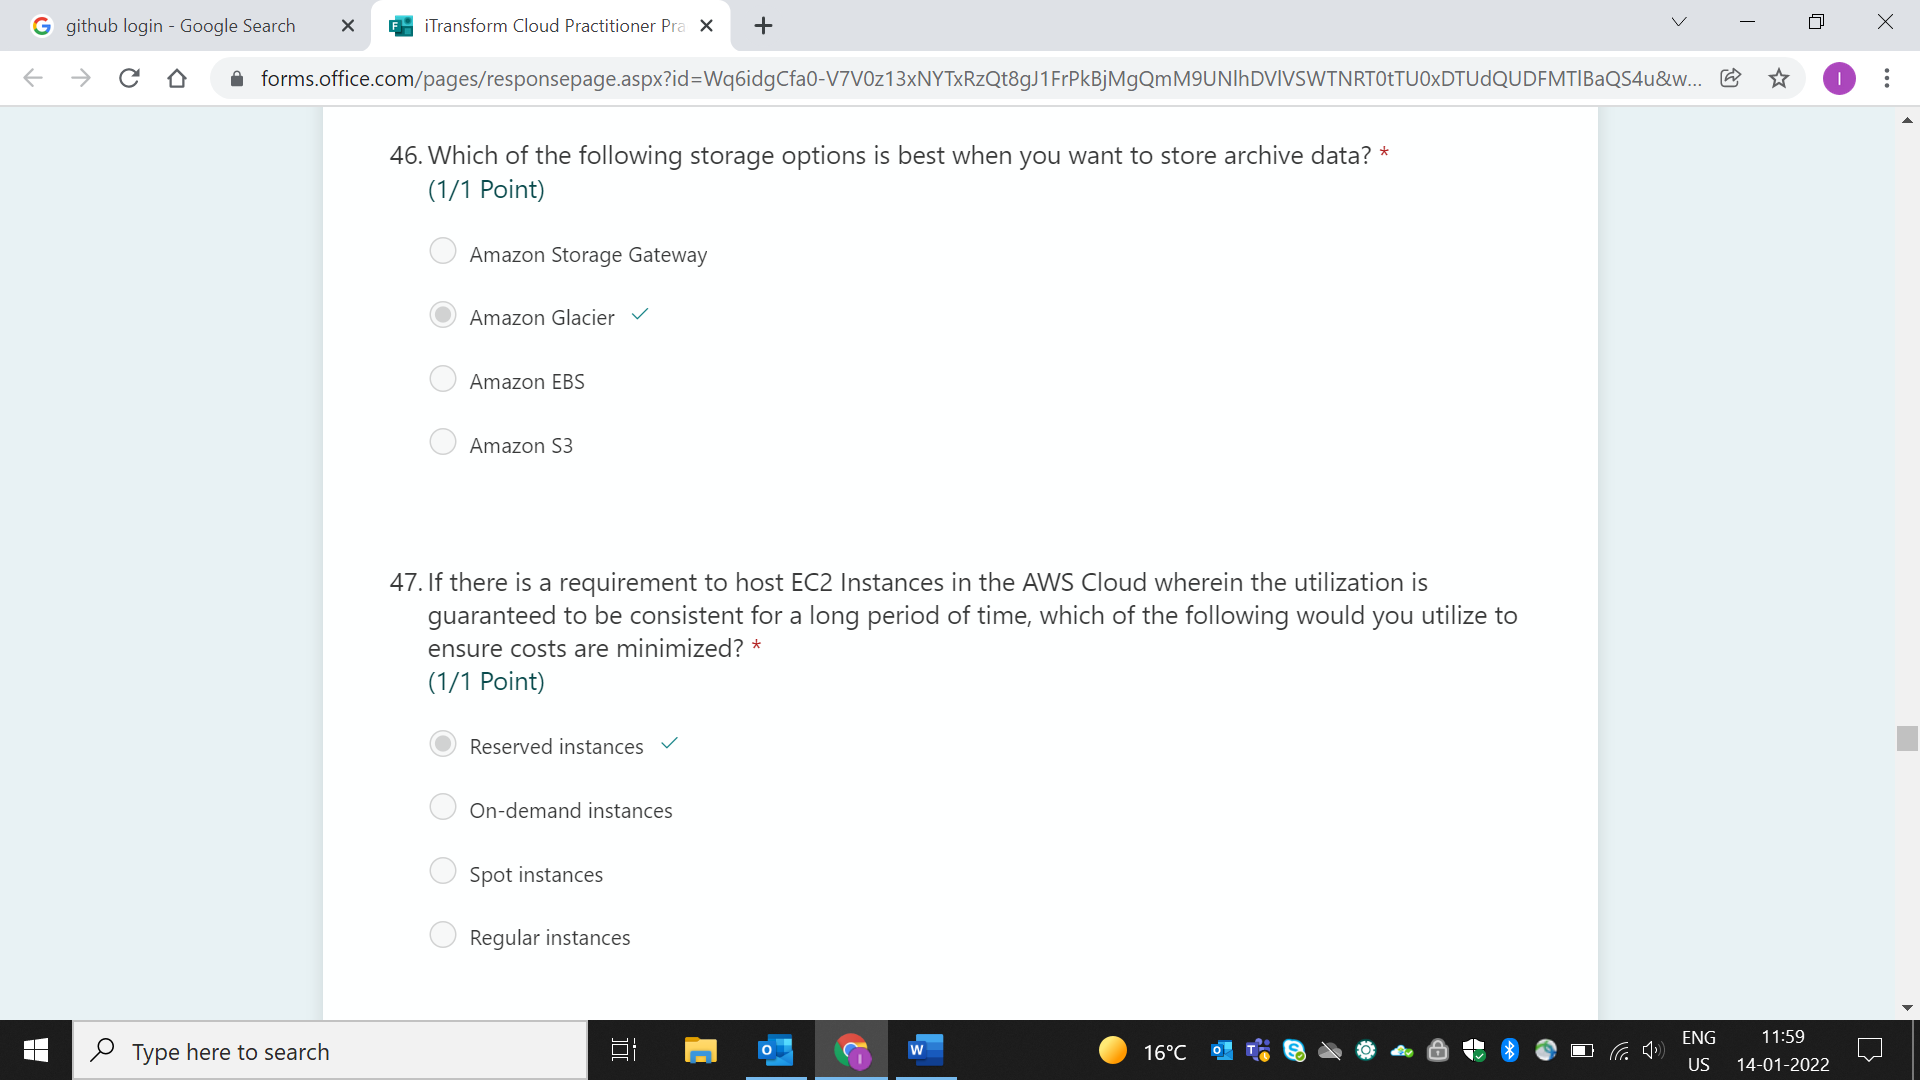 github login - Google Search
iTransform Cloud Practitioner Pra
forms.office.com/pages/responsepage.aspx?id=Wq6idgCfa0-V7V0z13xNYTxRzQt8gJ1FrPkBjMgQmM9UNlhDVlVSWTNRT0tTU0xDTUdQUDFMTlBaQS4u&w...
I
46. Which of the following storage options is best when you want to store archive data? *
(1/1 Point)
Amazon Storage Gateway
Amazon Glacier
Amazon EBS
Amazon S3
47. If there is a requirement to host EC2 Instances in the AWS Cloud wherein the utilization is
guaranteed to be consistent for a long period of time, which of the following would you utilize to
ensure costs are minimized? *
(1/1 Point)
Reserved instances
On-demand instances
Spot instances
Regular instances
Type here to search
16°C
ENG
US
11:59
14-01-2022